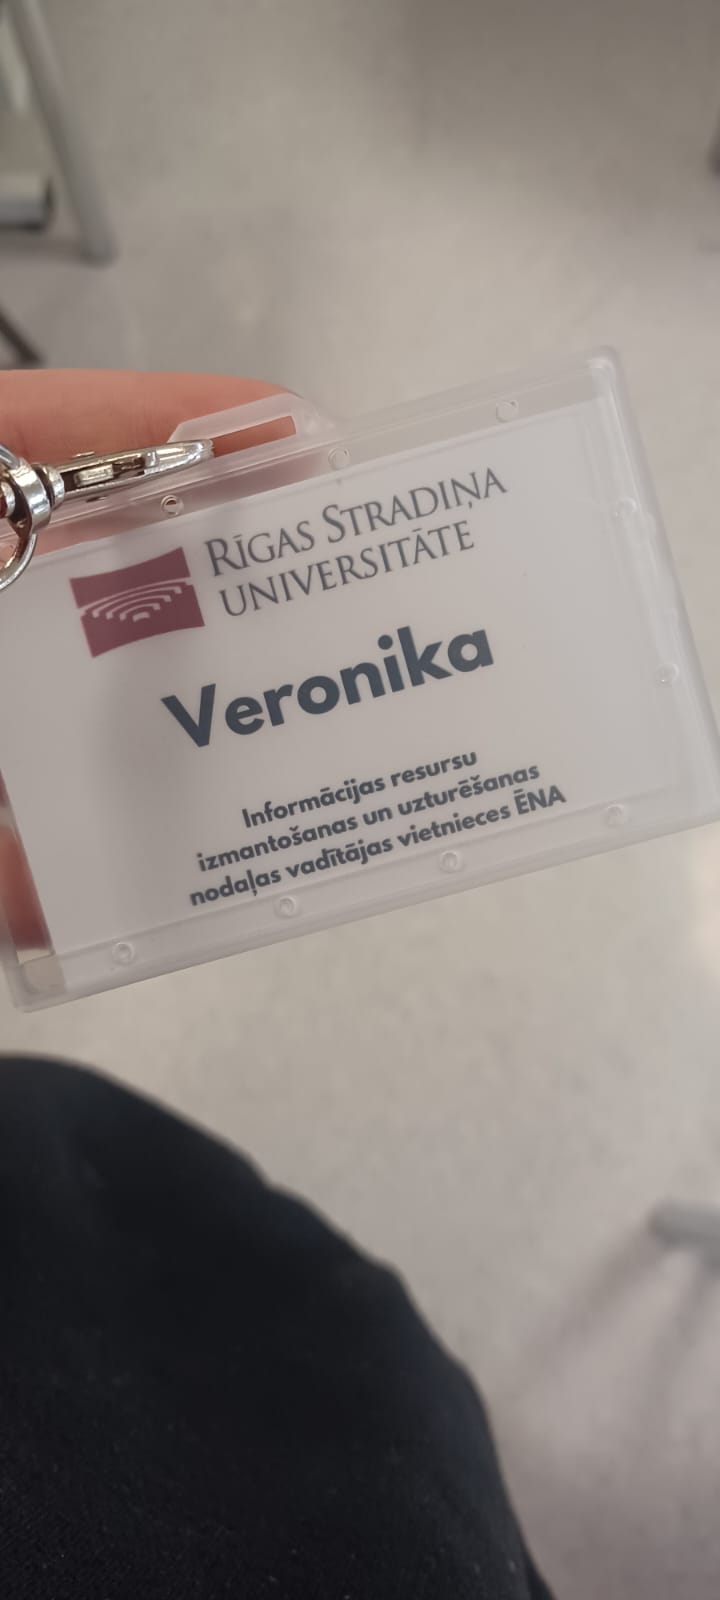 RĪGAS STRADIŅA
UNIVERSITĀTE
Veronika
Informācijas resursu
izmantošanas un uzturēšanas
nodaļas vadītājas vietnieces ĒNA